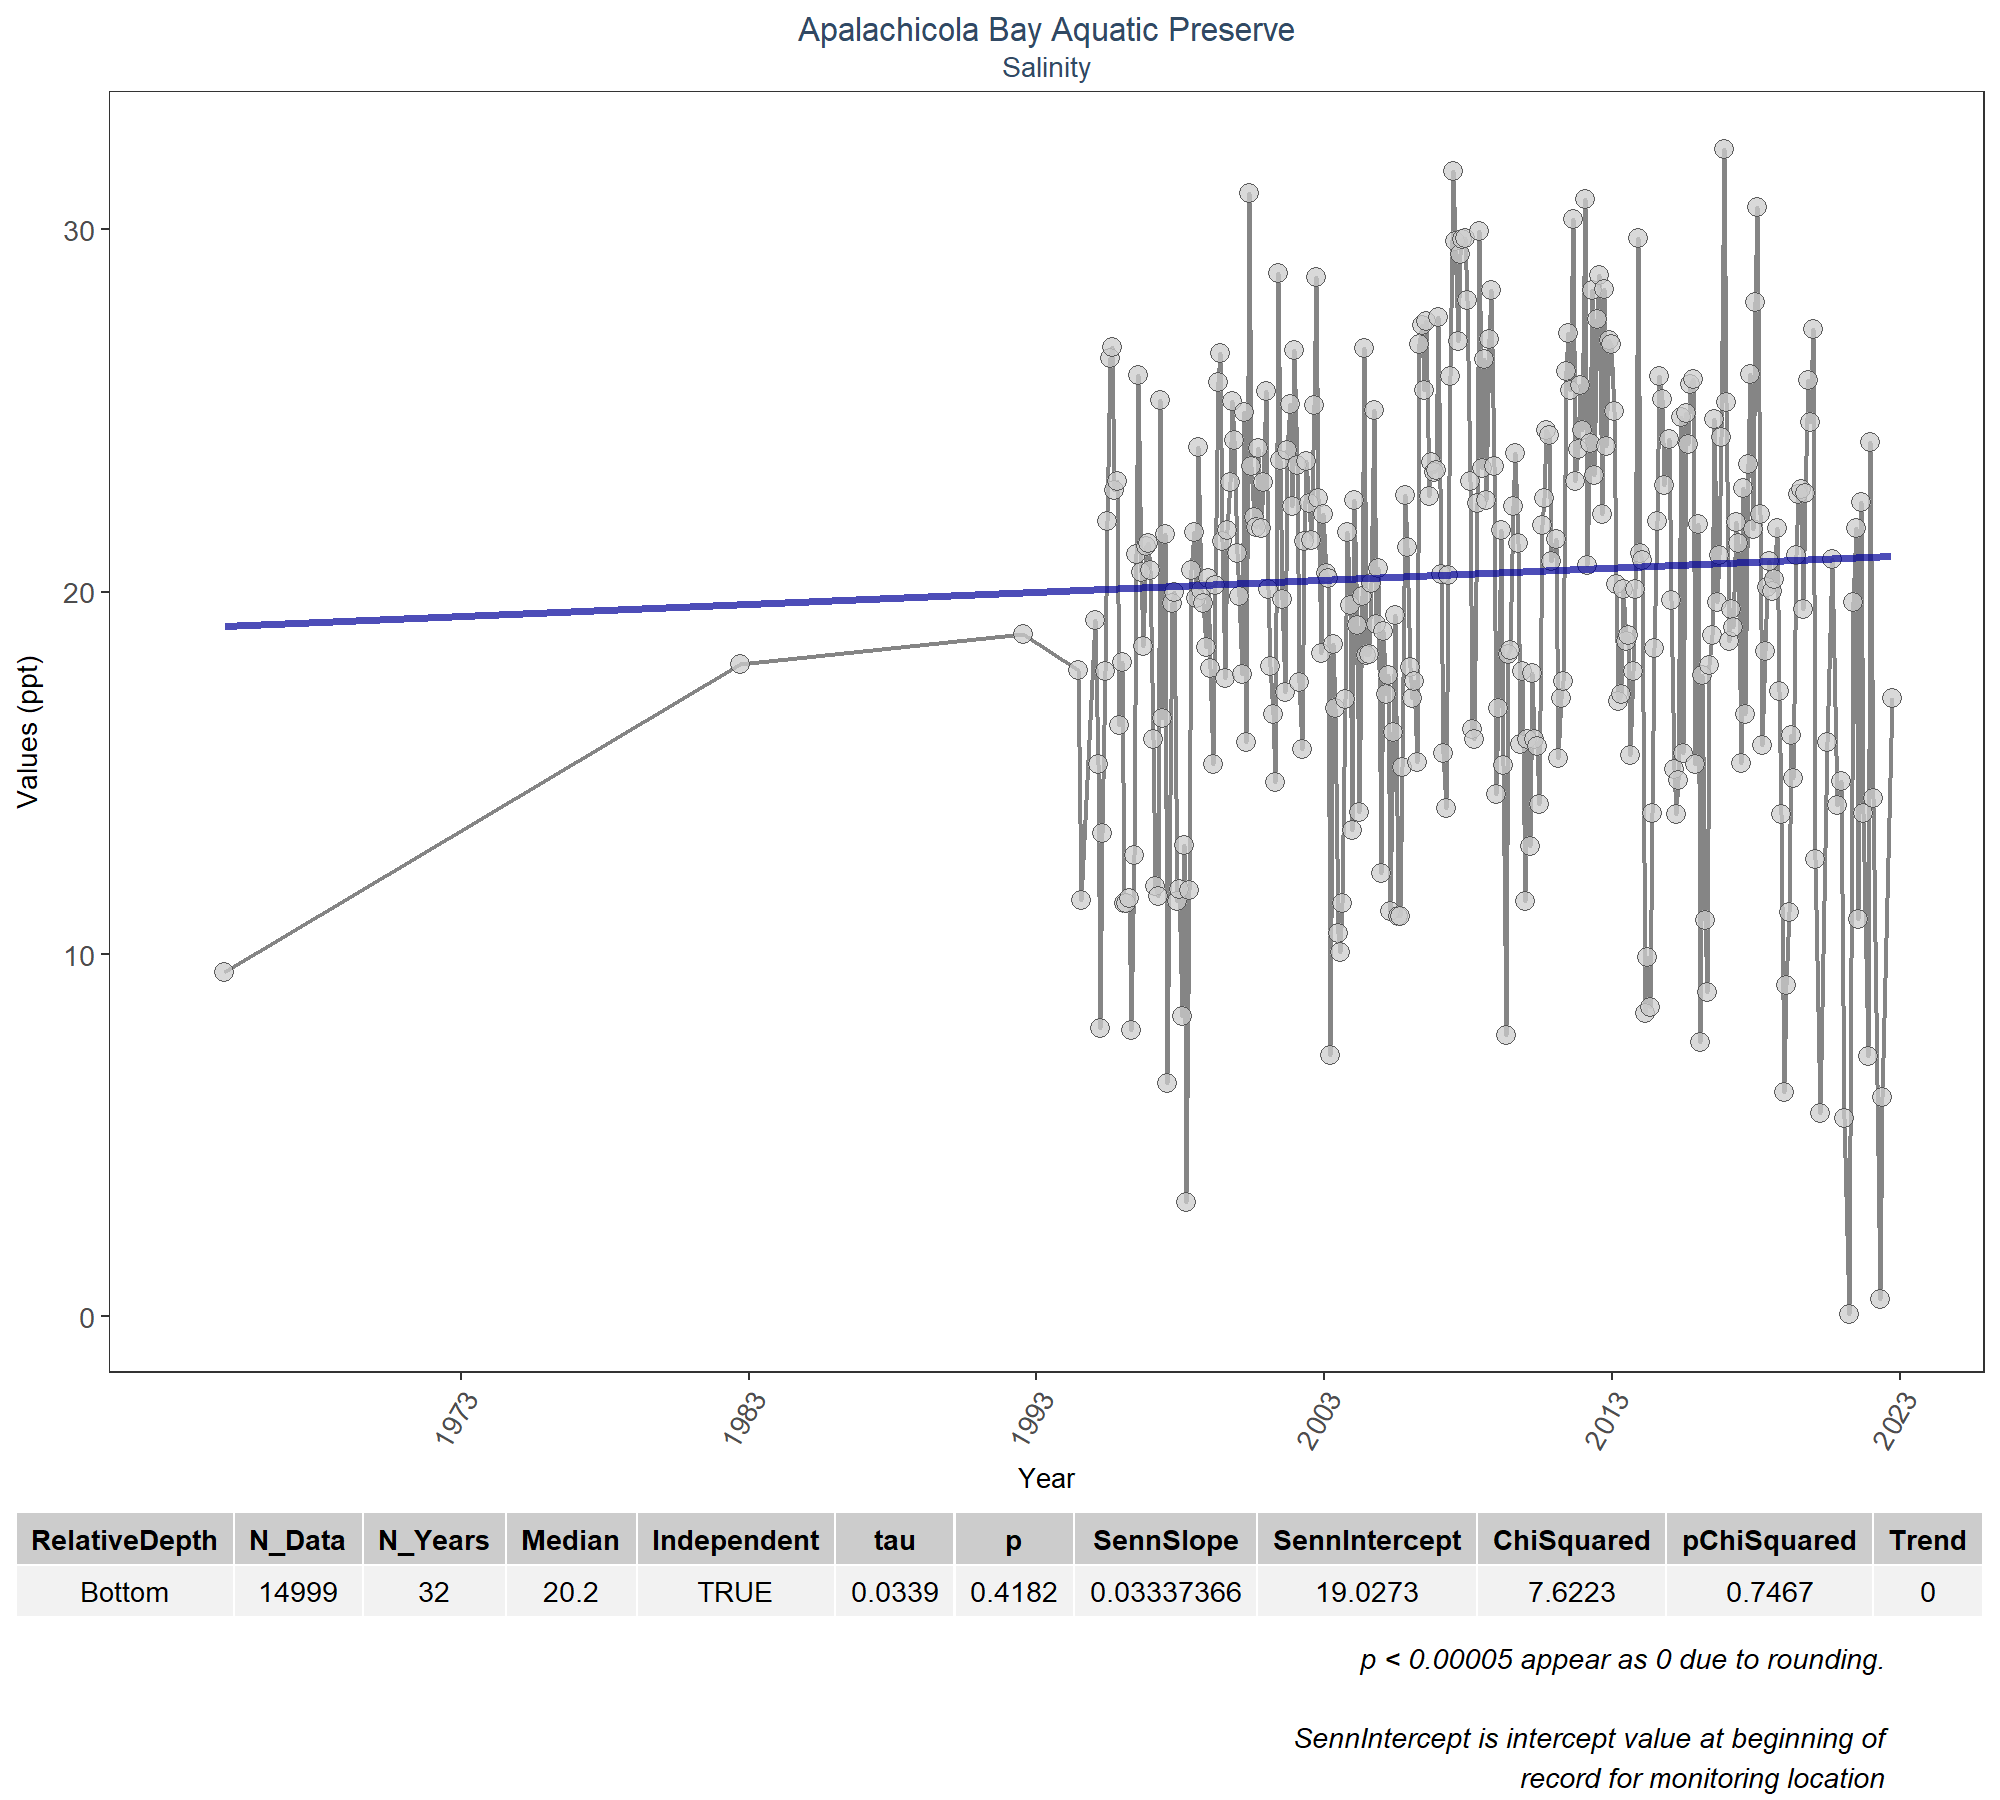 Apalachicola Bay Aquatic Preserve
Salinity
Values (ppt)
30
20
10
0
1973 1983 1993 2003 2013 2023
Year
RelativeDepth N_Data N_Years Median Independent tau p SennSlope SennIntercept ChiSquared pChiSquared Trend
Bottom 14999 32 20.2 TRUE 0.0339 0.4182 0.03337366 19.0273 7.6223 0.7467 0
p < 0.00005 appear as 0 due to rounding.
SennIntercept is intercept value at beginning of
record for monitoring location